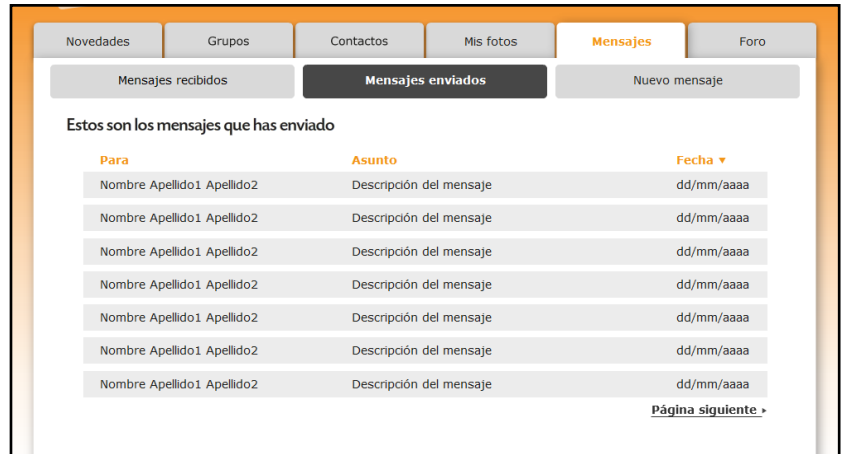 Novedades Grupos Contactos Mis fotos Mensajes Foro
Mensajes recibidos Mensajes enviados Nuevo mensaje
Estos son los mensajes que has enviado
Para Asunto Fecha ▼
Nombre Apellido1 Apellido2 Descripción del mensaje dd/mm/aaaa
Nombre Apellido1 Apellido2 Descripción del mensaje dd/mm/aaaa
Nombre Apellido1 Apellido2 Descripción del mensaje dd/mm/aaaa
Nombre Apellido1 Apellido2 Descripción del mensaje dd/mm/aaaa
Nombre Apellido1 Apellido2 Descripción del mensaje dd/mm/aaaa
Nombre Apellido1 Apellido2 Descripción del mensaje dd/mm/aaaa
Nombre Apellido1 Apellido2 Descripción del mensaje dd/mm/aaaa
Página siguiente ▸